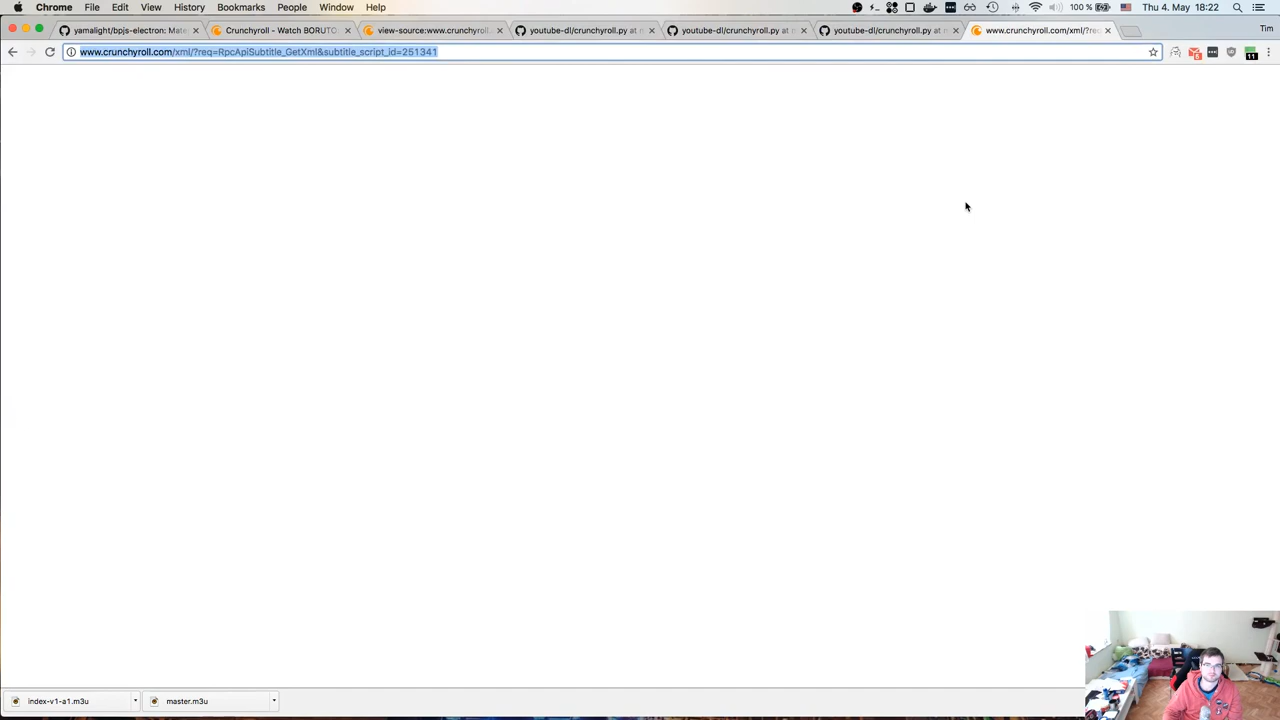 Chrome File Edit View History Bookmarks People Window Help 100 % Thu 4. May 18:22
yamalight/bpjs-electron: Mate
Crunchyroll - Watch BORUTO
view-source:www.crunchyroll.
youtube-dl/crunchyroll.py at m
youtube-dl/crunchyroll.py at m
youtube-dl/crunchyroll.py at m
www.crunchyroll.com/xml/?req
Tim
www.crunchyroll.com/xml/?req=RpcApiSubtitle_GetXml&subtitle_script_id=251341
11
index-v1-a1.m3u
master.m3u